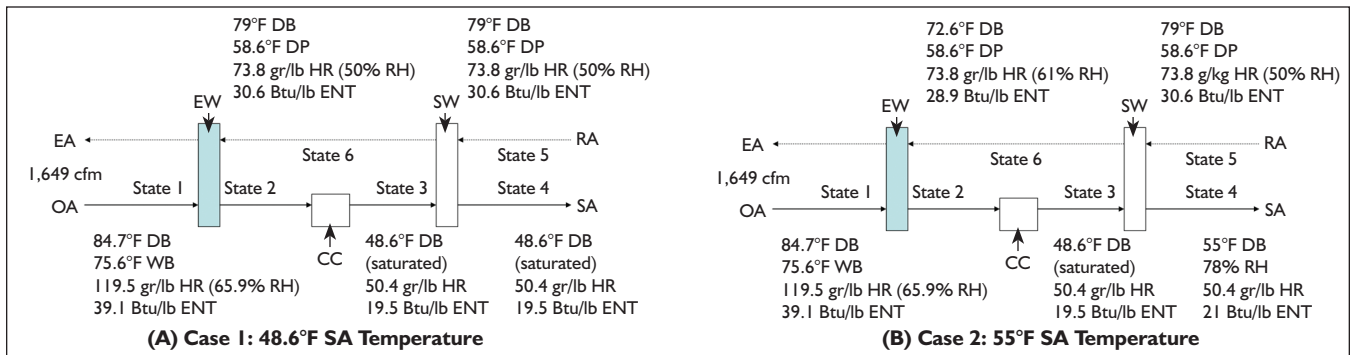 79°F DB
58.6°F DP
73.8 gr/lb HR (50% RH)
30.6 Btu/lb ENT
79°F DB
58.6°F DP
73.8 gr/lb HR (50% RH)
30.6 Btu/lb ENT
EW
SW
EA
RA
State 6
State 5
1,649 cfm
State 1
State 2
State 3
State 4
OA
SA
CC
84.7°F DB
75.6°F WB
119.5 gr/lb HR (65.9% RH)
39.1 Btu/lb ENT
48.6°F DB
(saturated)
50.4 gr/lb HR
19.5 Btu/lb ENT
48.6°F DB
(saturated)
50.4 gr/lb HR
19.5 Btu/lb ENT
(A) Case 1: 48.6°F SA Temperature
72.6°F DB
58.6°F DP
73.8 gr/lb HR (61% RH)
28.9 Btu/lb ENT
79°F DB
58.6°F DP
73.8 g/kg HR (50% RH)
30.6 Btu/lb ENT
EW
SW
EA
RA
State 6
State 5
1,649 cfm
State 1
State 2
State 3
State 4
OA
SA
CC
84.7°F DB
75.6°F WB
119.5 gr/lb HR (65.9% RH)
39.1 Btu/lb ENT
48.6°F DB
(saturated)
50.4 gr/lb HR
19.5 Btu/lb ENT
55°F DB
78% RH
50.4 gr/lb HR
21 Btu/lb ENT
(B) Case 2: 55°F SA Temperature